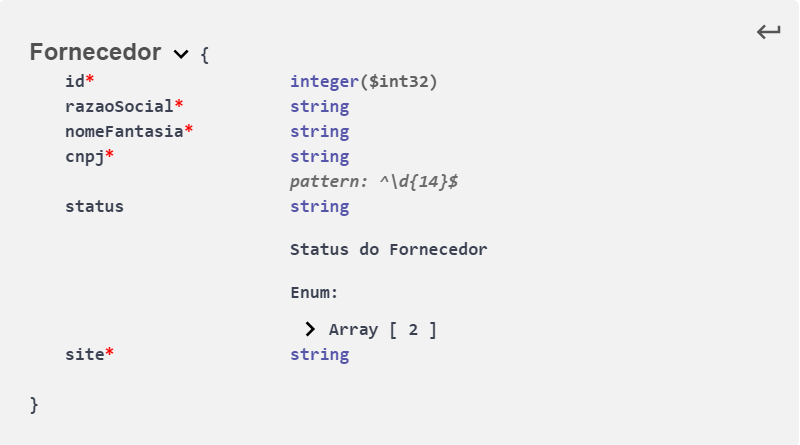 Fornecedor {
id* integer($int32)
razaoSocial* string
nomeFantasia* string
cnpj* string
pattern: ^\d{14}$
status string
Status do Fornecedor
Enum:
Array [ 2 ]
site* string
}